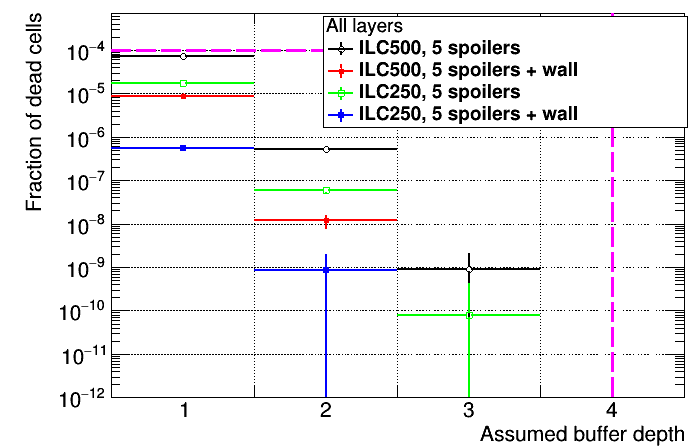 All layers
ILC500, 5 spoilers
ILC500, 5 spoilers + wall
ILC250, 5 spoilers
ILC250, 5 spoilers + wall
Fraction of dead cells
10⁻⁴
10⁻⁵
10⁻⁶
10⁻⁷
10⁻⁸
10⁻⁹
10⁻¹⁰
10⁻¹¹
10⁻¹²
1 2 3 4
Assumed buffer depth